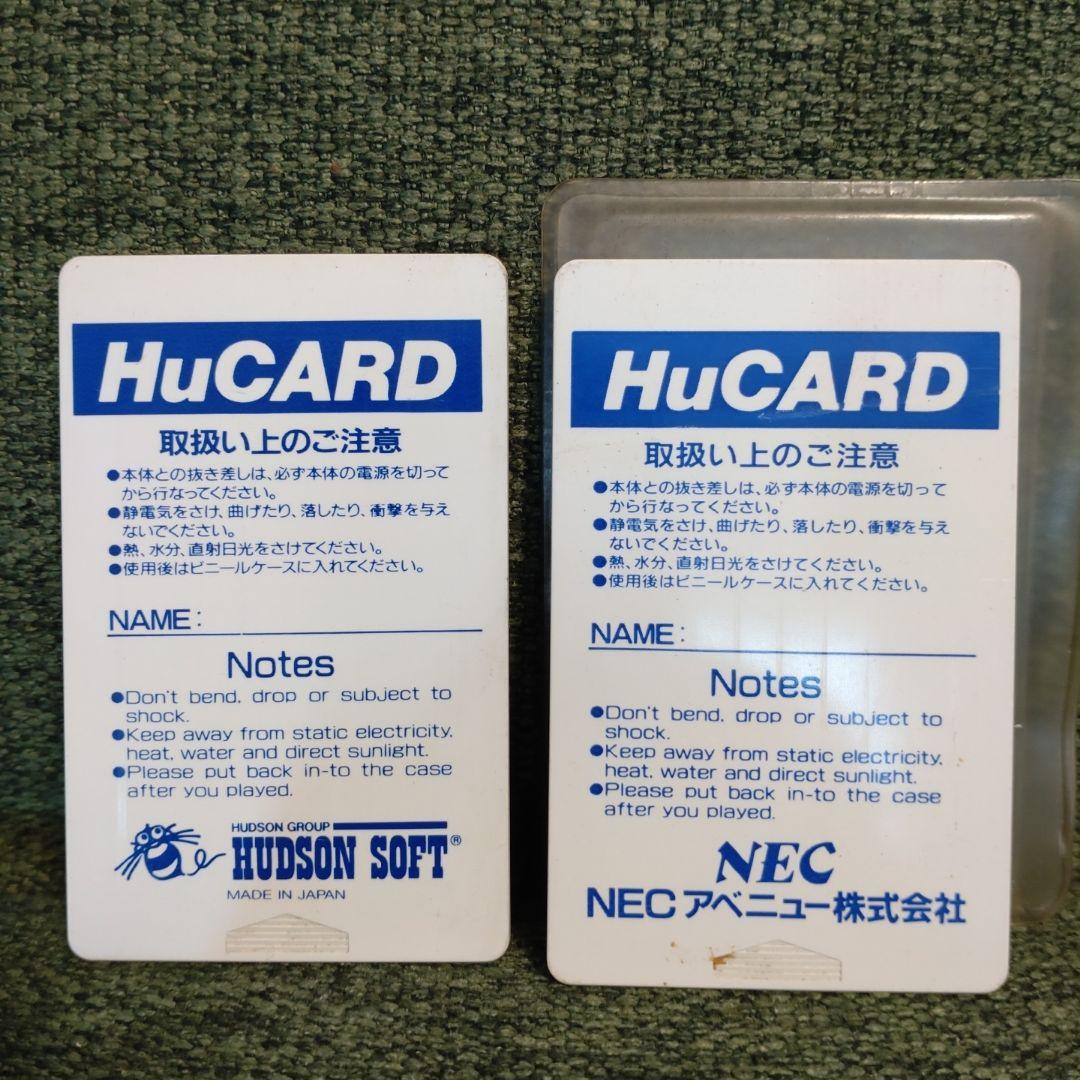 HuCARD
取扱い上のご注意
●本体との抜き差しは、必ず本体の電源を切って
から行なってください。
●静電気をさけ、曲げたり、落したり、衝撃を与え
ないでください。
●熱、水分、直射日光をさけてください。
●使用後はビニールケースに入れてください。
NAME:
Notes
●Don't bend, drop or subject to
shock.
●Keep away from static electricity,
heat, water and direct sunlight.
●Please put back in-to the case
after you played.
HUDSON GROUP
HUDSON SOFT®
MADE IN JAPAN
HuCARD
取扱い上のご注意
●本体との抜き差しは、必ず本体の電源を切って
から行なってください。
●静電気をさけ、曲げたり、落したり、衝撃を与え
ないでください。
●熱、水分、直射日光をさけてください。
●使用後はビニールケースに入れてください。
NAME:
Notes
●Don't bend, drop or subject to
shock.
●Keep away from static electricity,
heat, water and direct sunlight.
●Please put back in-to the case
after you played.
NEC
NECアベニュー株式会社